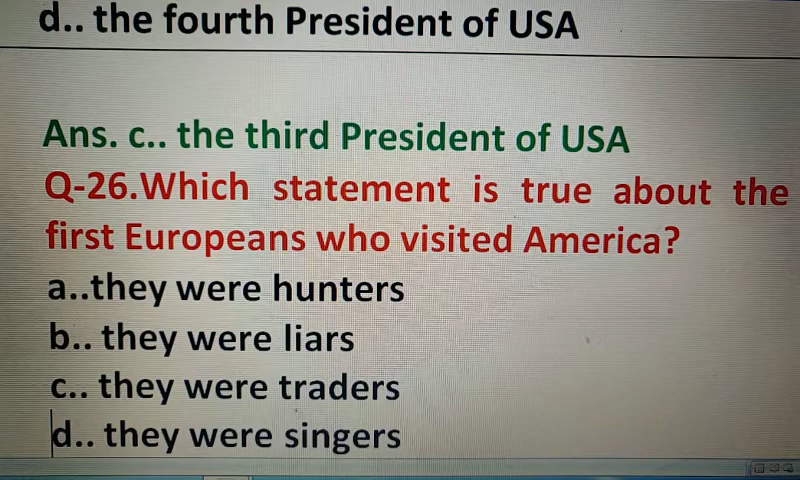 d.. the fourth President of USA
Ans. c.. the third President of USA
Q-26.Which statement is true about the
first Europeans who visited America?
a..they were hunters
b.. they were liars
c.. they were traders
d.. they were singers